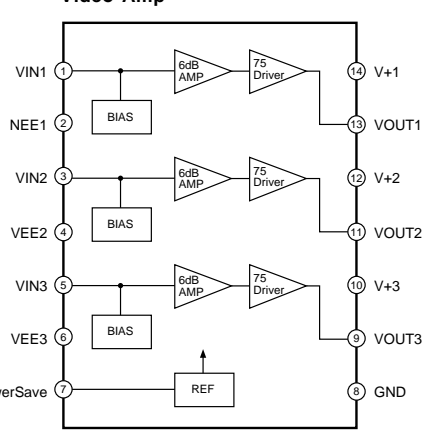 Video Amp
VIN1 1
6dB AMP
75 Driver
14 V+1
BIAS
NEE1 2
13 VOUT1
VIN2 3
6dB AMP
75 Driver
12 V+2
BIAS
VEE2 4
11 VOUT2
VIN3 5
6dB AMP
75 Driver
10 V+3
BIAS
VEE3 6
9 VOUT3
werSave 7
REF
8 GND